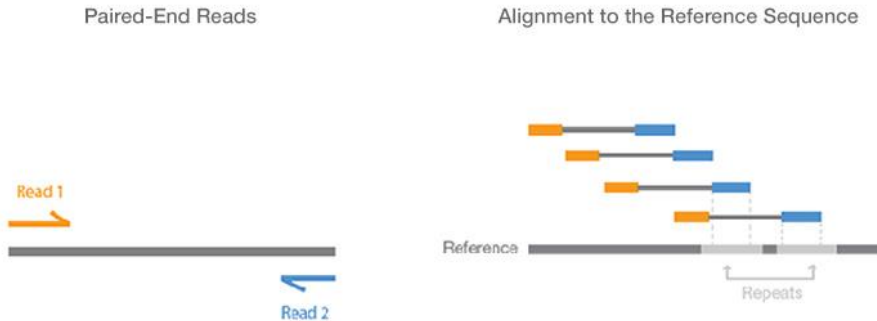 Paired-End Reads
Alignment to the Reference Sequence
Read 1
Read 2
Reference
Repeats